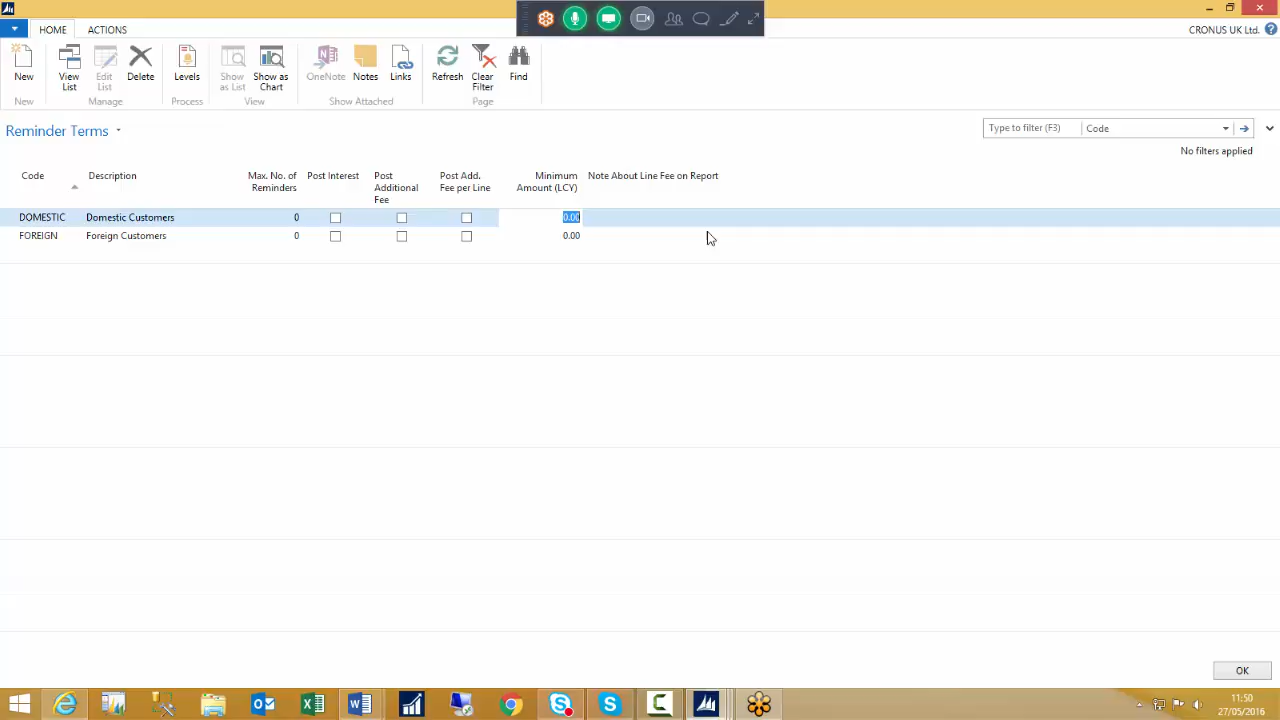 HOME ACTIONS
CRONUS UK Ltd.
New
View List
Edit List
Delete
Levels
Show as List
Show as Chart
OneNote
Notes
Links
Refresh
Clear Filter
Find
New
Manage
Process
View
Show Attached
Page
Reminder Terms
Type to filter (F3) Code
No filters applied
Code Description Max. No. of Reminders Post Interest Post Additional Fee Post Add. Fee per Line Minimum Amount (LCY) Note About Line Fee on Report
DOMESTIC Domestic Customers 0 0.00
FOREIGN Foreign Customers 0 0.00
OK
11:50
27/05/2016